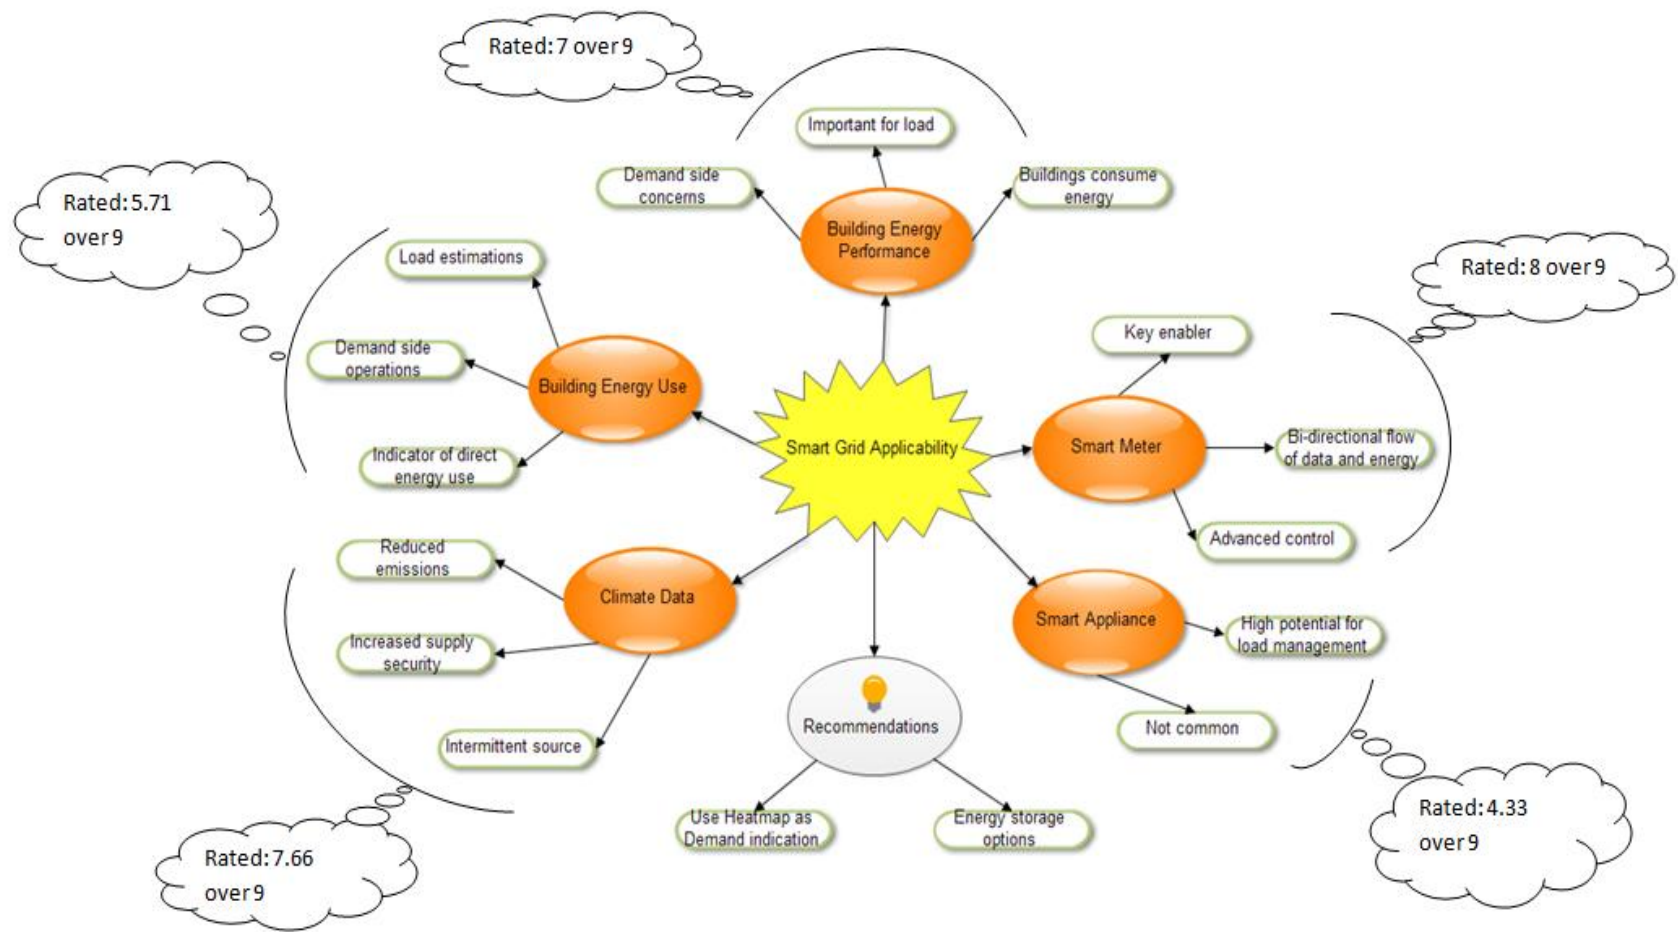 Rated: 7 over 9
Important for load
Demand side
concerns
Buildings consume
energy
Building Energy
Performance
Rated: 5.71
over 9
Load estimations
Demand side
operations
Building Energy Use
Indicator of direct
energy use
Rated: 8 over 9
Key enabler
Smart Meter
Bi-directional flow
of data and energy
Advanced control
Smart Grid Applicability
Reduced
emissions
Climate Data
Increased supply
security
Intermittent source
Rated: 7.66
over 9
Smart Appliance
High potential for
load management
Not common
Rated: 4.33
over 9
Recommendations
Use Heatmap as
Demand indication
Energy storage
options